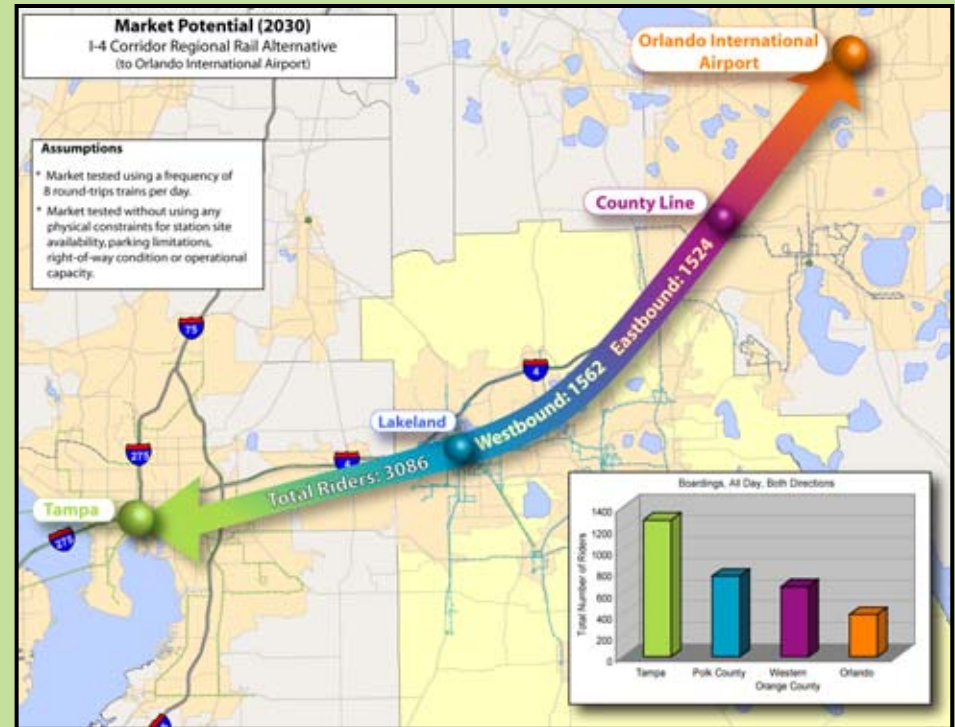 Market Potential (2030)
I-4 Corridor Regional Rail Alternative
(to Orlando International Airport)
Assumptions
* Market tested using a frequency of
8 round-trips trains per day.
* Market tested without using any
physical constraints for station site
availability, parking limitations,
right-of-way condition or operational
capacity.
Orlando International
Airport
County Line
Eastbound: 1524
Westbound: 1562
75
4
Lakeland
275
4
Total Riders: 3086
Tampa
275
Boardings, All Day, Both Directions
Total Number of Riders
1400
1200
1000
800
600
400
200
0
Tampa
Polk County
Western
Orange County
Orlando